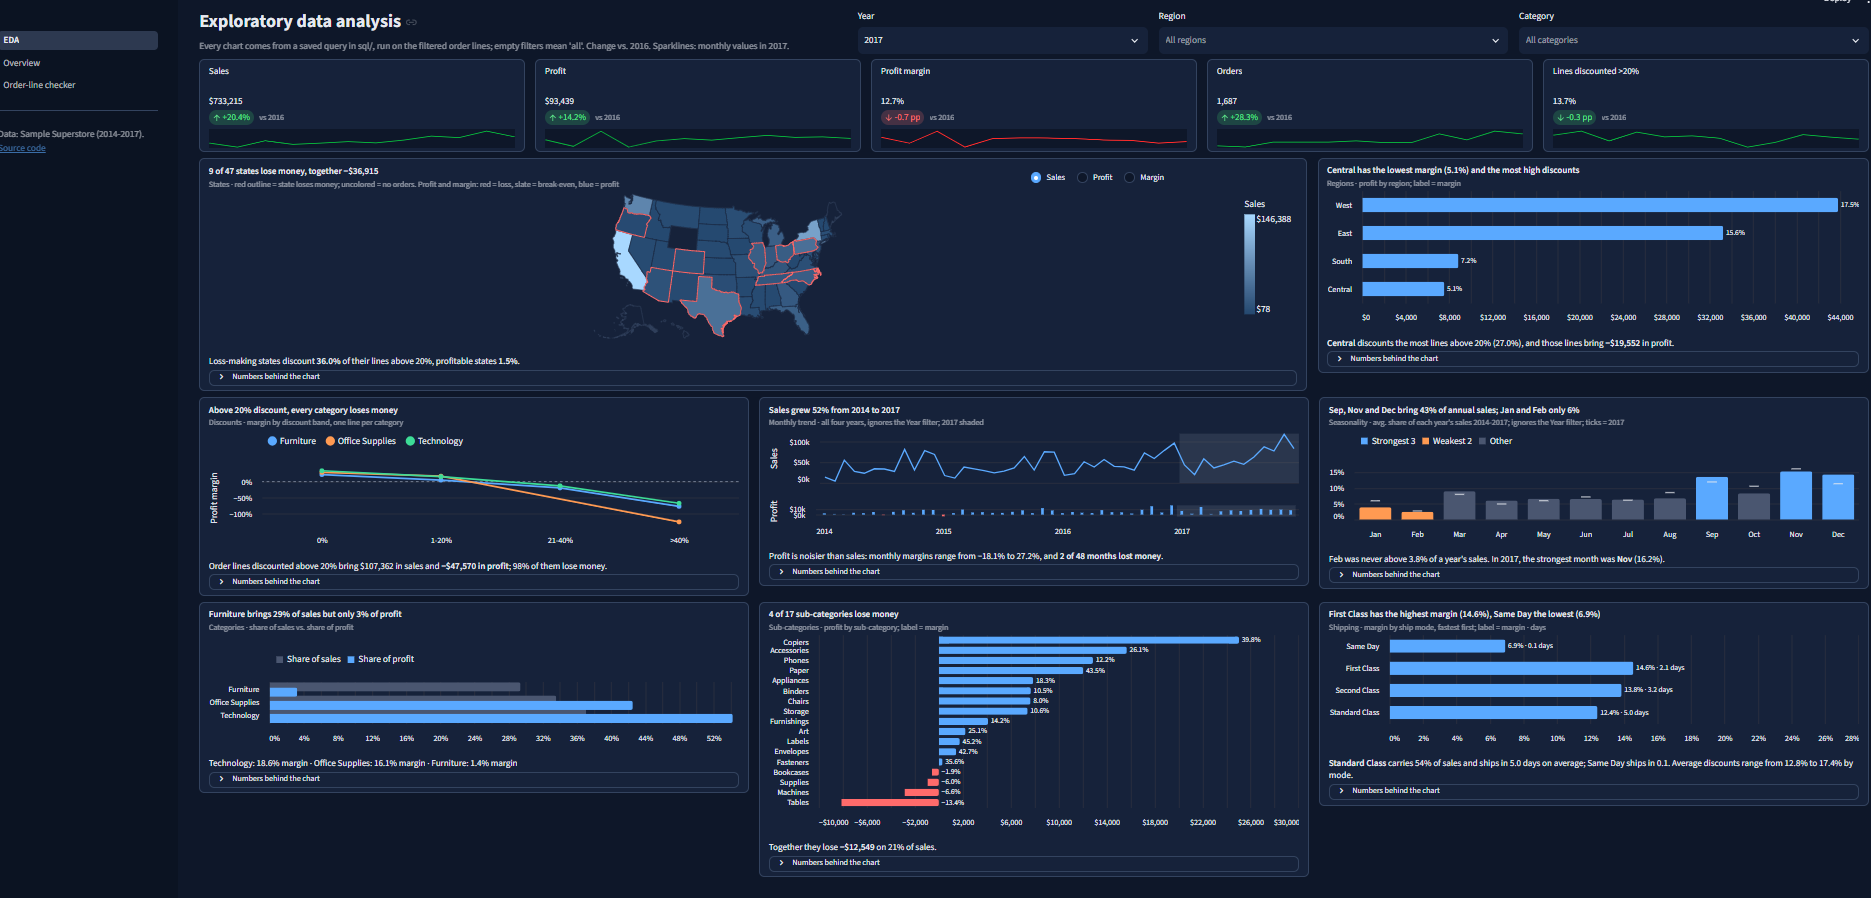 EDA
Overview
Order-line checker
Data: Sample Superstore (2014-2017).
Source code
Exploratory data analysis
Every chart comes from a saved query in sql/, run on the filtered order lines; empty filters mean 'all'. Change vs. 2016. Sparklines: monthly values in 2017.
Year
2017
Region
All regions
Category
All categories
Sales
$733,215
↑ +20.4% vs 2016
Profit
$93,439
↑ +14.2% vs 2016
Profit margin
12.7%
↓ -0.7 pp vs 2016
Orders
1,687
↑ +28.3% vs 2016
Lines discounted >20%
13.7%
↓ -0.3 pp vs 2016
9 of 47 states lose money, together −$36,915
States · red outline = state loses money; uncolored = no orders. Profit and margin: red = loss, slate = break-even, blue = profit
Sales Profit Margin
Sales
$146,388
$78
Loss-making states discount 36.0% of their lines above 20%, profitable states 1.5%.
Numbers behind the chart
Central has the lowest margin (5.1%) and the most high discounts
Regions · profit by region; label = margin
West 17.5%
East 15.6%
South 7.2%
Central 5.1%
$0 $4,000 $8,000 $12,000 $16,000 $20,000 $24,000 $28,000 $32,000 $36,000 $40,000 $44,000
Central discounts the most lines above 20% (27.0%), and those lines bring −$19,552 in profit.
Numbers behind the chart
Above 20% discount, every category loses money
Discounts · margin by discount band, one line per category
Furniture Office Supplies Technology
Profit margin
0%
−50%
−100%
0% 1-20% 21-40% >40%
Order lines discounted above 20% bring $107,362 in sales and −$47,570 in profit; 98% of them lose money.
Numbers behind the chart
Sales grew 52% from 2014 to 2017
Monthly trend · all four years, ignores the Year filter; 2017 shaded
Sales
$100k
$50k
$0k
Profit
$10k
$0k
2014 2015 2016 2017
Profit is noisier than sales: monthly margins range from −18.1% to 27.2%, and 2 of 48 months lost money.
Numbers behind the chart
Sep, Nov and Dec bring 43% of annual sales; Jan and Feb only 6%
Seasonality · avg. share of each year's sales 2014-2017; ignores the Year filter; ticks = 2017
Strongest 3 Weakest 2 Other
15%
10%
5%
0%
Jan Feb Mar Apr May Jun Jul Aug Sep Oct Nov Dec
Feb was never above 3.8% of a year's sales. In 2017, the strongest month was Nov (16.2%).
Numbers behind the chart
Furniture brings 29% of sales but only 3% of profit
Categories · share of sales vs. share of profit
Share of sales Share of profit
Furniture
Office Supplies
Technology
0% 4% 8% 12% 16% 20% 24% 28% 32% 36% 40% 44% 48% 52%
Technology: 18.6% margin · Office Supplies: 16.1% margin · Furniture: 1.4% margin
Numbers behind the chart
4 of 17 sub-categories lose money
Sub-categories · profit by sub-category; label = margin
Copiers 39.8%
Accessories 26.1%
Phones 12.2%
Paper 43.5%
Appliances 18.3%
Binders 10.5%
Chairs 8.0%
Storage 10.6%
Furnishings 14.2%
Art 25.1%
Labels 45.2%
Envelopes 42.7%
Fasteners 35.6%
Bookcases −1.9%
Supplies −6.0%
Machines −6.6%
Tables −13.4%
−$10,000 −$6,000 −$2,000 $2,000 $6,000 $10,000 $14,000 $18,000 $22,000 $26,000 $30,000
Together they lose −$12,549 on 21% of sales.
Numbers behind the chart
First Class has the highest margin (14.6%), Same Day the lowest (6.9%)
Shipping · margin by ship mode, fastest first; label = margin · days
Same Day 6.9% · 0.1 days
First Class 14.6% · 2.1 days
Second Class 13.8% · 3.2 days
Standard Class 12.4% · 5.0 days
0% 2% 4% 6% 8% 10% 12% 14% 16% 18% 20% 22% 24% 26% 28%
Standard Class carries 54% of sales and ships in 5.0 days on average; Same Day ships in 0.1. Average discounts range from 12.8% to 17.4% by
mode.
Numbers behind the chart